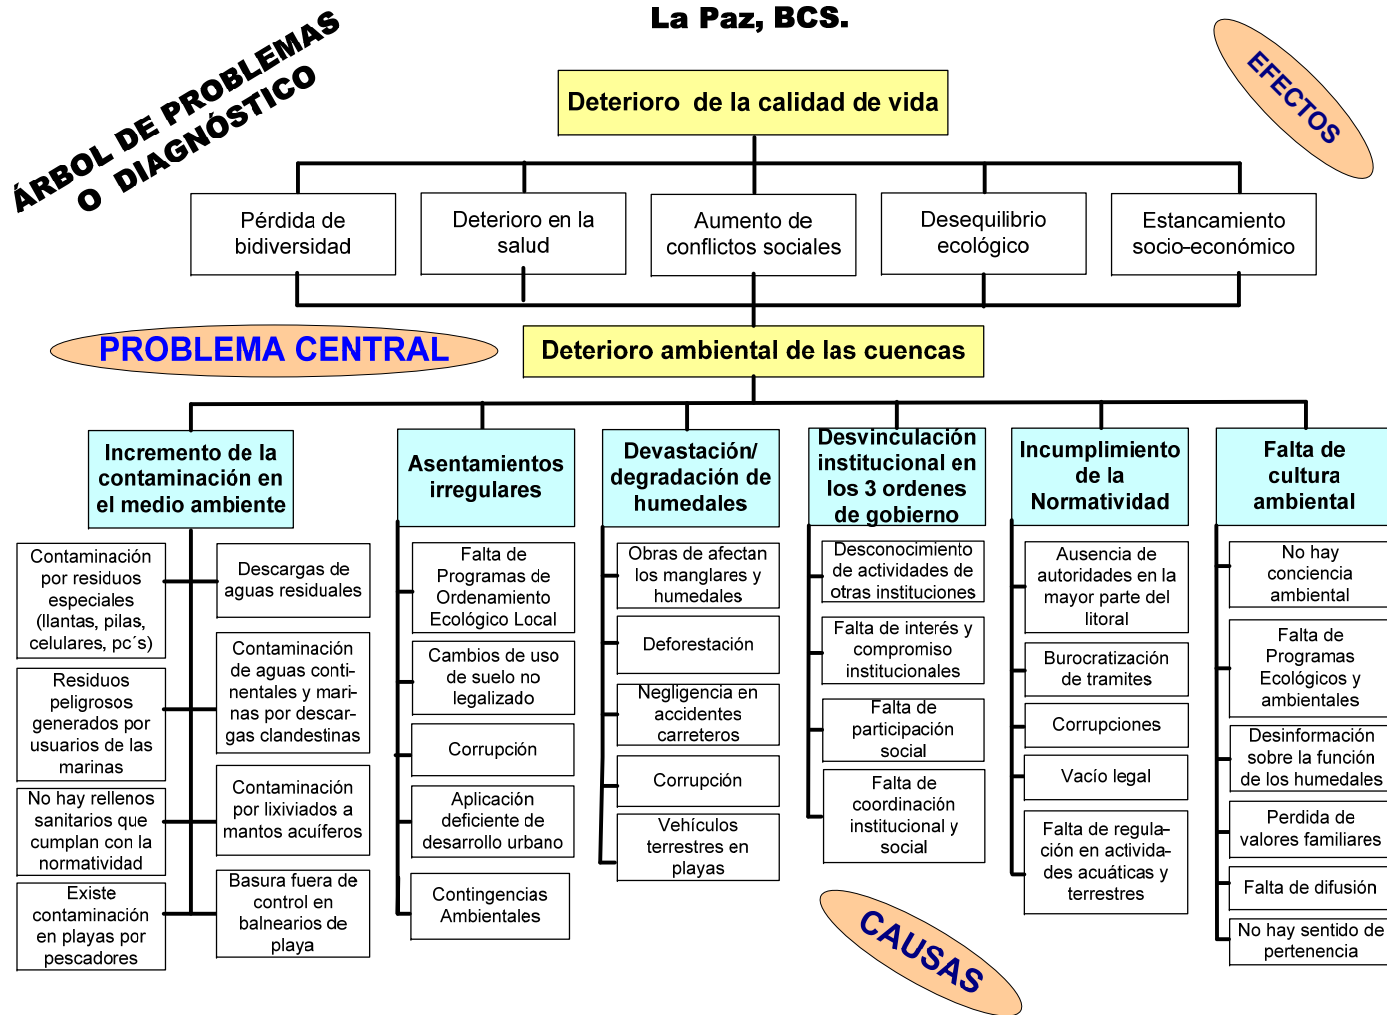 La Paz, BCS.
ÁRBOL DE PROBLEMAS
O DIAGNÓSTICO
EFECTOS
Deterioro de la calidad de vida
Pérdida de
bidiversidad
Deterioro en la
salud
Aumento de
conflictos sociales
Desequilibrio
ecológico
Estancamiento
socio-económico
PROBLEMA CENTRAL
Deterioro ambiental de las cuencas
Incremento de la
contaminación en
el medio ambiente
Contaminación
por residuos
especiales
(llantas, pilas,
celulares, pc´s)
Residuos
peligrosos
generados por
usuarios de las
marinas
No hay rellenos
sanitarios que
cumplan con la
normatividad
Existe
contaminación
en playas por
pescadores
Descargas de
aguas residuales
Contaminación
de aguas conti-
nentales y mari-
nas por descar-
gas clandestinas
Contaminación
por lixiviados a
mantos acuíferos
Basura fuera de
control en
balnearios de
playa
Asentamientos
irregulares
Falta de
Programas de
Ordenamiento
Ecológico Local
Cambios de uso
de suelo no
legalizado
Corrupción
Aplicación
deficiente de
desarrollo urbano
Contingencias
Ambientales
Devastación/
degradación de
humedales
Obras de afectan
los manglares y
humedales
Deforestación
Negligencia en
accidentes
carreteros
Corrupción
Vehículos
terrestres en
playas
Desvinculación
institucional en
los 3 ordenes
de gobierno
Desconocimiento
de actividades de
otras instituciones
Falta de interés y
compromiso
institucionales
Falta de
participación
social
Falta de
coordinación
institucional y
social
Incumplimiento
de la
Normatividad
Ausencia de
autoridades en la
mayor parte del
litoral
Burocratización
de tramites
Corrupciones
Vacío legal
Falta de regula-
ción en activida-
des acuáticas y
terrestres
Falta de
cultura
ambiental
No hay
conciencia
ambiental
Falta de
Programas
Ecológicos y
ambientales
Desinformación
sobre la función
de los humedales
Perdida de
valores familiares
Falta de difusión
No hay sentido de
pertenencia
CAUSAS